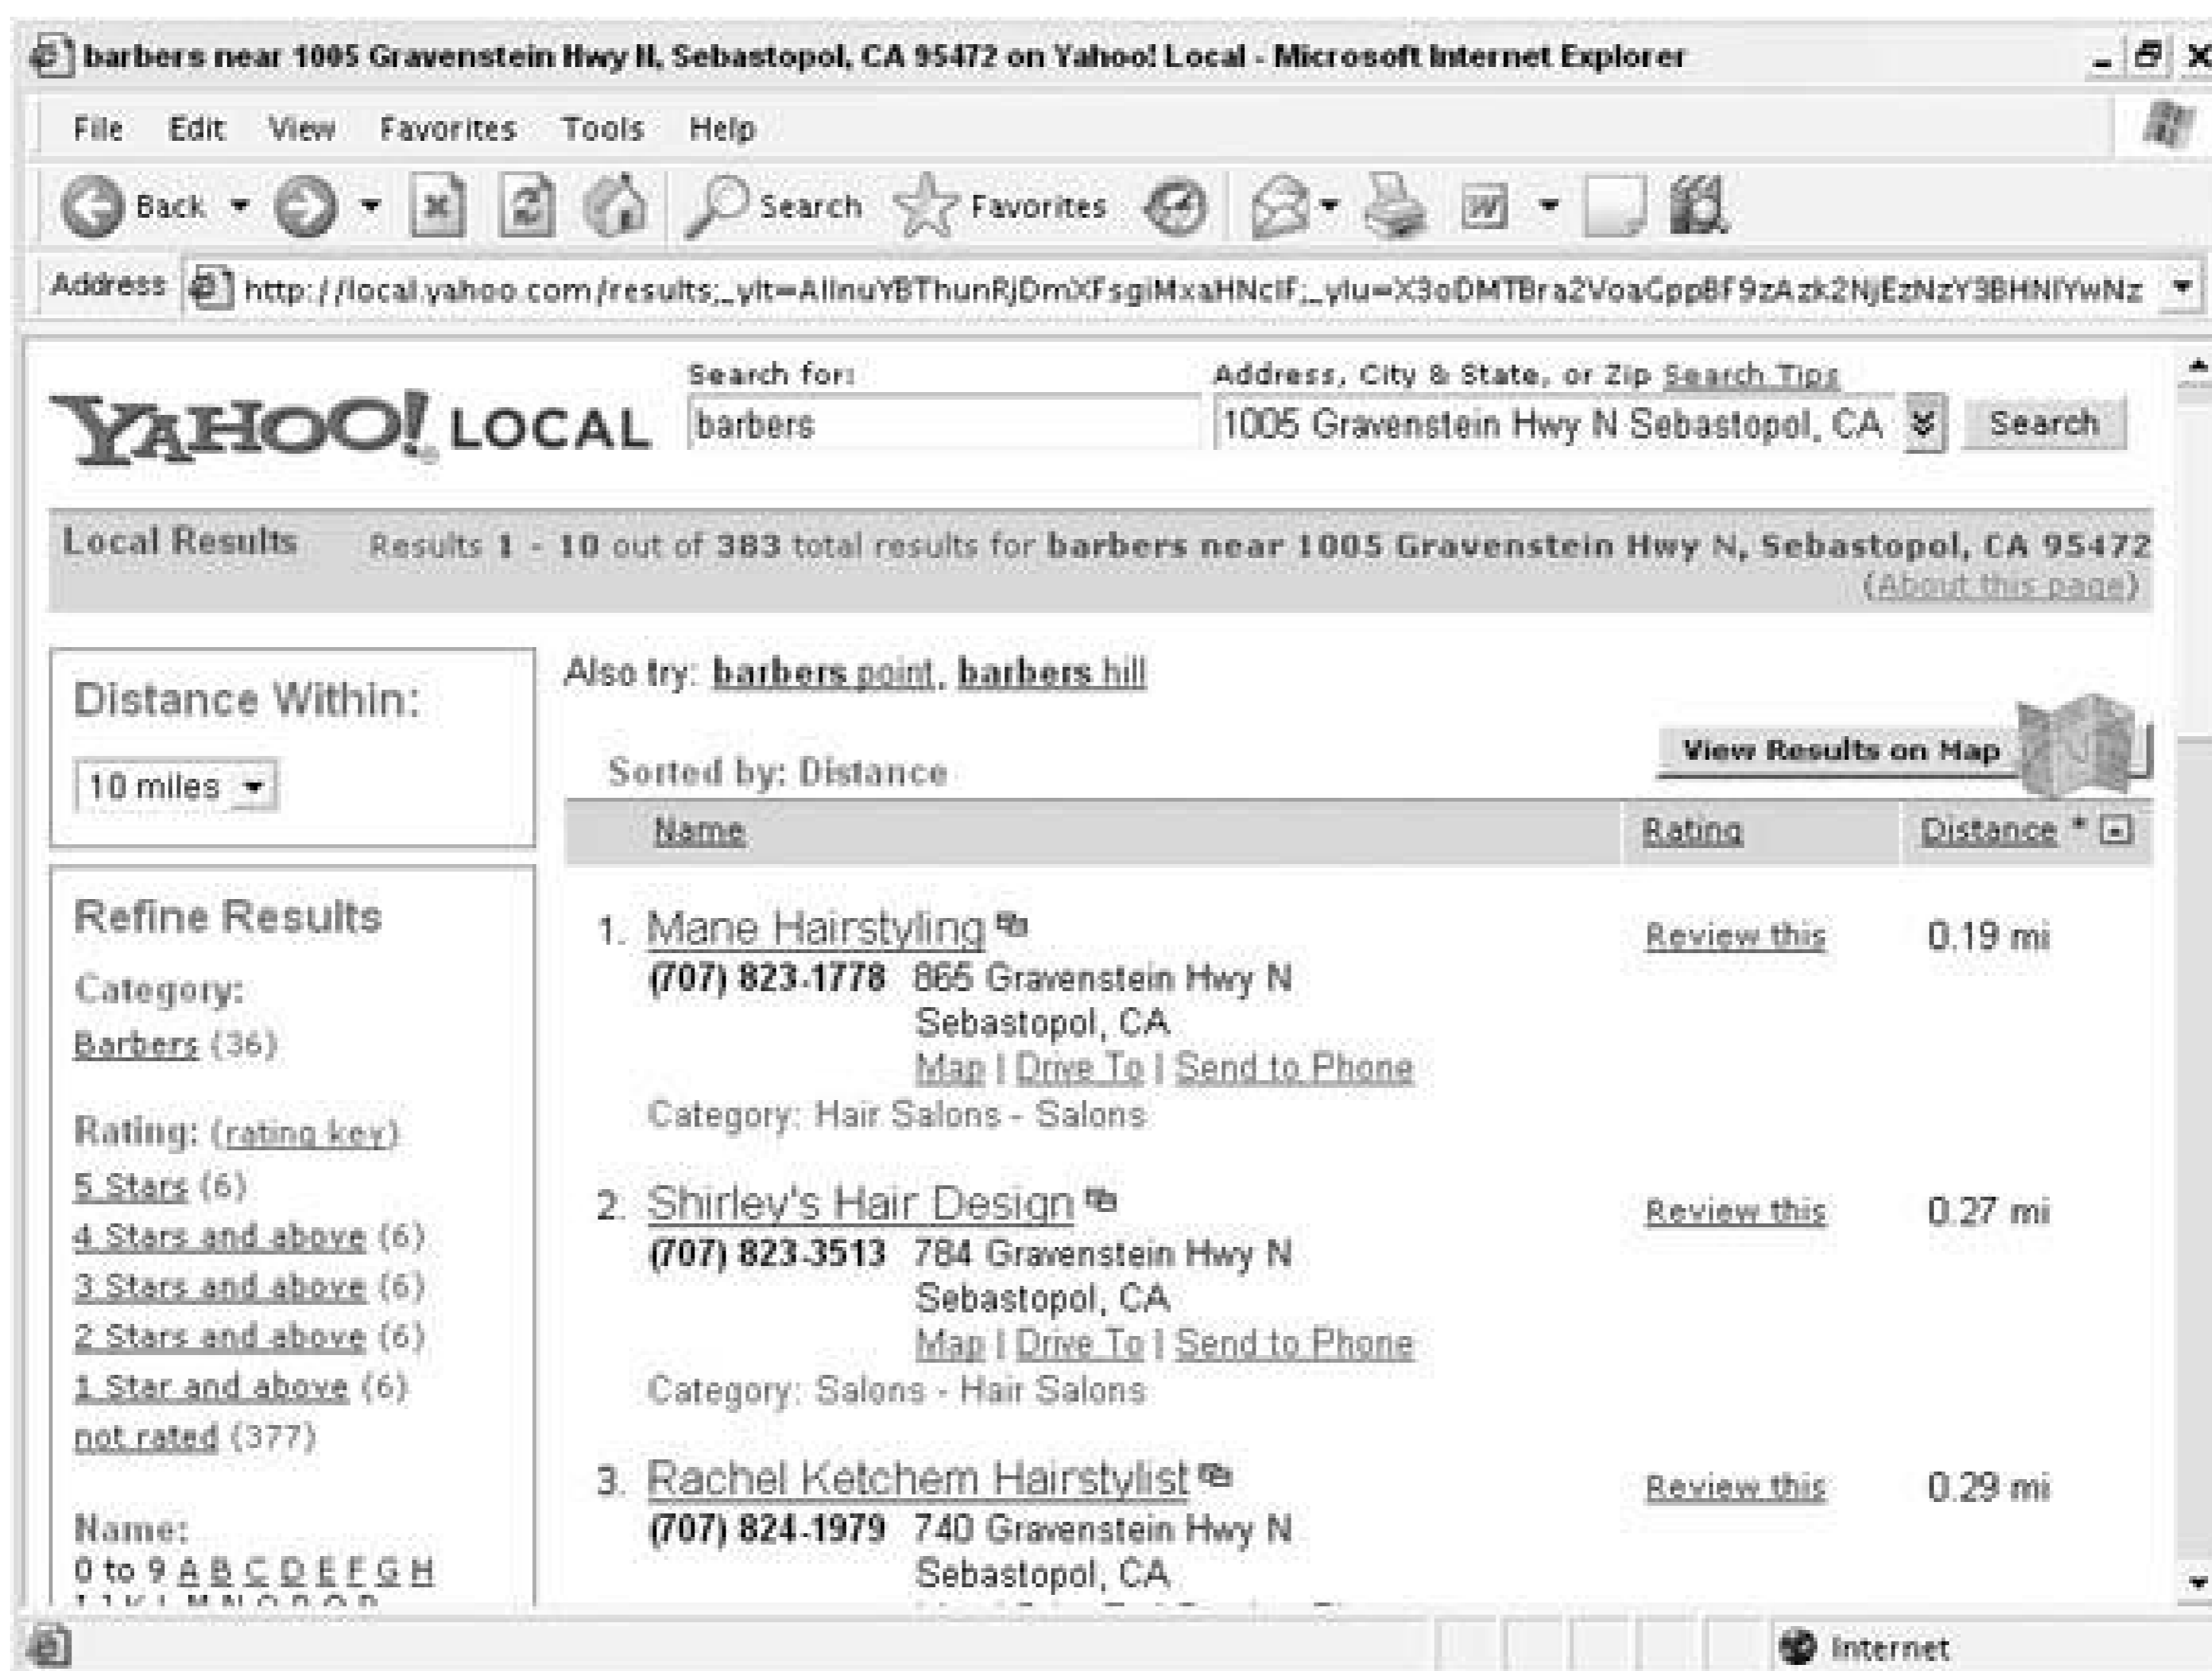 barbers near 1005 Gravenstein Hwy N, Sebastopol, CA 95472 on Yahoo! Local - Microsoft Internet Explorer
File Edit View Favorites Tools Help
Back Search Favorites
Address http://local.yahoo.com/results;_ylt=
Search for: Address, City & State, or Zip Search Tips
YAHOO! LOCAL barbers 1005 Gravenstein Hwy N Sebastopol, CA Search
Local Results Results 1 - 10 out of 383 total results for barbers near 1005 Gravenstein Hwy N, Sebastopol, CA 95472
(About this page)
Distance Within:
10 miles
Refine Results
Category:
Barbers (36)
Rating: (rating key)
5 Stars (6)
4 Stars and above (6)
3 Stars and above (6)
2 Stars and above (6)
1 Star and above (6)
not rated (377)
Name:
0 to 9 A B C D E F G H
Also try: barbers point, barbers hill
View Results on Map
Sorted by: Distance
Name Rating Distance *
1. Mane Hairstyling Review this 0.19 mi
(707) 823-1778 865 Gravenstein Hwy N
Sebastopol, CA
Map | Drive To | Send to Phone
Category: Hair Salons - Salons
2. Shirley's Hair Design Review this 0.27 mi
(707) 823-3513 784 Gravenstein Hwy N
Sebastopol, CA
Map | Drive To | Send to Phone
Category: Salons - Hair Salons
3. Rachel Ketchem Hairstylist Review this 0.29 mi
(707) 824-1979 740 Gravenstein Hwy N
Sebastopol, CA
Internet